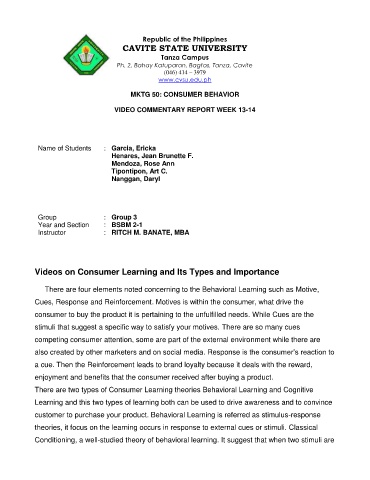 Republic of the Philippines
CAVITE STATE UNIVERSITY
Tanza Campus
Ph. 2, Bahay Katuparan, Bagtas, Tanza, Cavite
(046) 434 – 3979
www.cvsu.edu.ph
MKTG 50: CONSUMER BEHAVIOR
VIDEO COMMENTARY REPORT WEEK 13-14
Name of Students : Garcia, Ericka
Henares, Jean Brunette F.
Mendoza, Rose Ann
Tipontipon, Art C.
Nanggan, Daryl
Group : Group 3
Year and Section : BSBM 2-1
Instructor : RITCH M. BANATE, MBA
Videos on Consumer Learning and Its Types and Importance
There are four elements noted concerning to the Behavioral Learning such as Motive,
Cues, Response and Reinforcement. Motives is within the consumer, what drive the
consumer to buy the product it is pertaining to the unfulfilled needs. While Cues are the
stimuli that suggest a specific way to satisfy your motives. There are so many cues
competing consumer attention, some are part of the external environment while there are
also created by other marketers and on social media. Response is the consumer's reaction to
a cue. Then the Reinforcement leads to brand loyalty because it deals with the reward,
enjoyment and benefits that the consumer received after buying a product.
There are two types of Consumer Learning theories Behavioral Learning and Cognitive
Learning and this two types of learning both can be used to drive awareness and to convince
customer to purchase your product. Behavioral Learning is referred as stimulus-response
theories, it focus on the learning occurs in response to external cues or stimuli. Classical
Conditioning, a well-studied theory of behavioral learning. It suggest that when two stimuli are